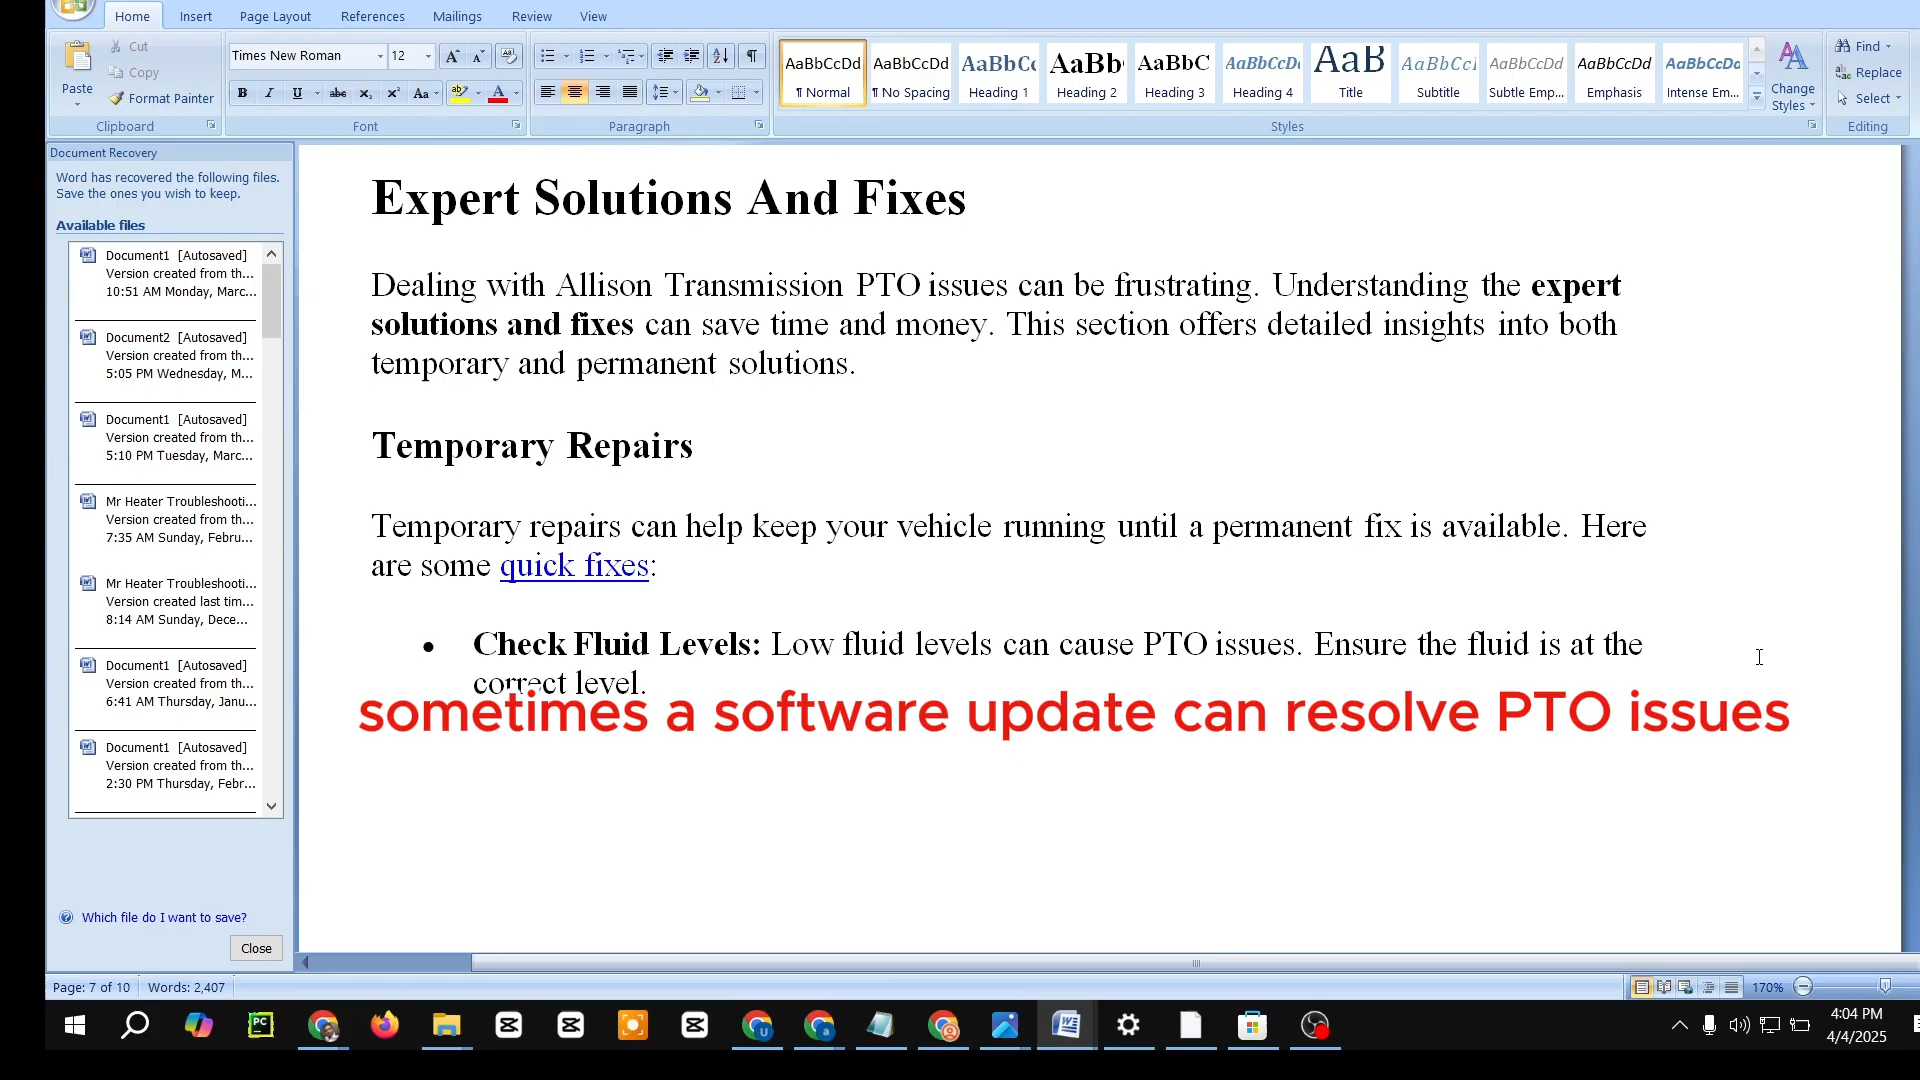 Home Insert Page Layout References Mailings Review View
Cut
Copy
Format Painter
Paste
Clipboard
Times New Roman 12
Font
Paragraph
AaBbCcDd AaBbCcDd AaBbCc AaBb AaBbC AaBbCcDd AaB AaBbCcI AaBbCcDd AaBbCcDd AaBbCcDd
¶ Normal ¶ No Spacing Heading 1 Heading 2 Heading 3 Heading 4 Title Subtitle Subtle Emp... Emphasis Intense Em...
Change
Styles
Styles
Find
Replace
Select
Editing
Document Recovery
Word has recovered the following files.
Save the ones you wish to keep.
Available files
Document1 [Autosaved]
Version created from th...
10:51 AM Monday, Marc...
Document2 [Autosaved]
Version created from th...
5:05 PM Wednesday, M...
Document1 [Autosaved]
Version created from th...
5:10 PM Tuesday, Marc...
Mr Heater Troubleshooti...
Version created from th...
7:35 AM Sunday, Febru...
Mr Heater Troubleshooti...
Version created last tim...
8:14 AM Sunday, Dece...
Document1 [Autosaved]
Version created from th...
6:41 AM Thursday, Janu...
Document1 [Autosaved]
Version created from th...
2:30 PM Thursday, Febr...
Which file do I want to save?
Close
Expert Solutions And Fixes
Dealing with Allison Transmission PTO issues can be frustrating. Understanding the expert
solutions and fixes can save time and money. This section offers detailed insights into both
temporary and permanent solutions.
Temporary Repairs
Temporary repairs can help keep your vehicle running until a permanent fix is available. Here
are some quick fixes:
• Check Fluid Levels: Low fluid levels can cause PTO issues. Ensure the fluid is at the
correct level.
sometimes a software update can resolve PTO issues
Page: 7 of 10 Words: 2,407
170%
4:04 PM
4/4/2025